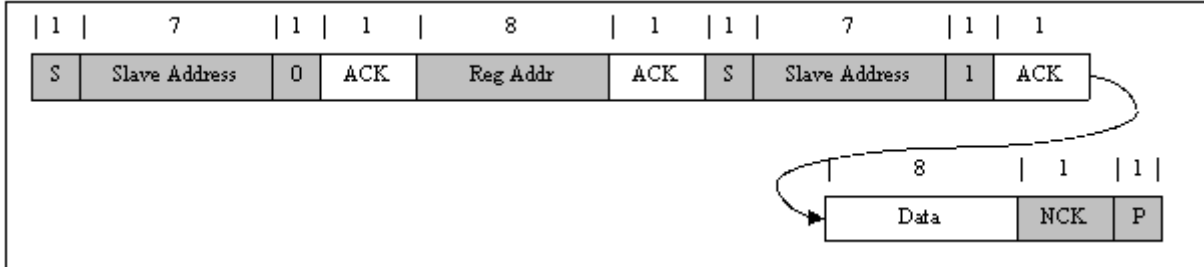 | 1 | 7 | 1 | 1 | 8 | 1 | 1 | 7 | 1 | 1
S Slave Address 0 ACK Reg Addr ACK S Slave Address 1 ACK
| 8 | 1 | 1 |
Data NCK P